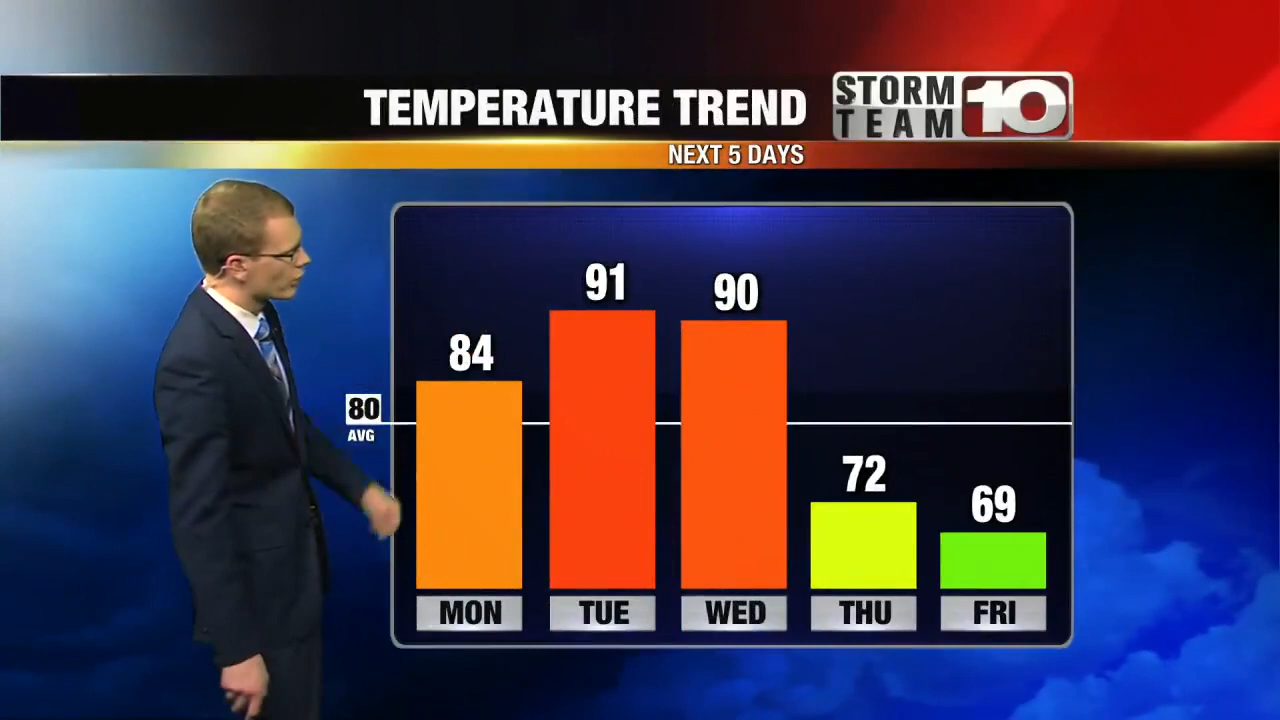 TEMPERATURE TREND
STORM
TEAM
10
NEXT 5 DAYS
84
91
90
80
AVG
72
69
MON
TUE
WED
THU
FRI